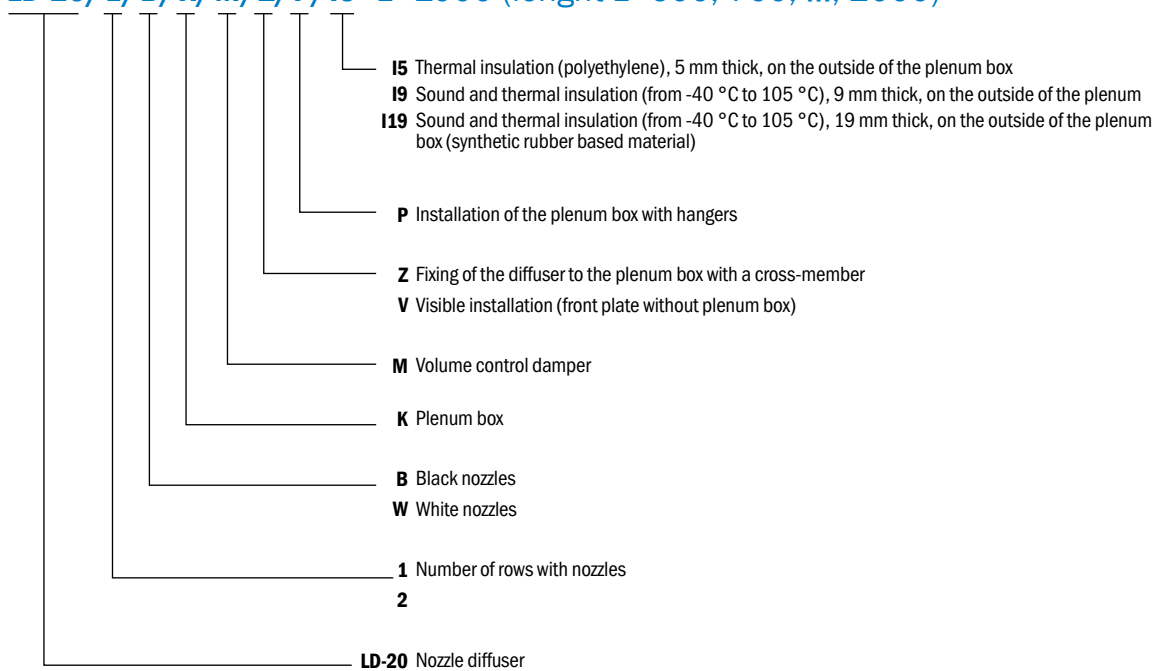 I5 Thermal insulation (polyethylene), 5 mm thick, on the outside of the plenum box
I9 Sound and thermal insulation (from -40 °C to 105 °C), 9 mm thick, on the outside of the plenum
I19 Sound and thermal insulation (from -40 °C to 105 °C), 19 mm thick, on the outside of the plenum
box (synthetic rubber based material)
P Installation of the plenum box with hangers
Z Fixing of the diffuser to the plenum box with a cross-member
V Visible installation (front plate without plenum box)
M Volume control damper
K Plenum box
B Black nozzles
W White nozzles
1 Number of rows with nozzles
2
LD-20 Nozzle diffuser